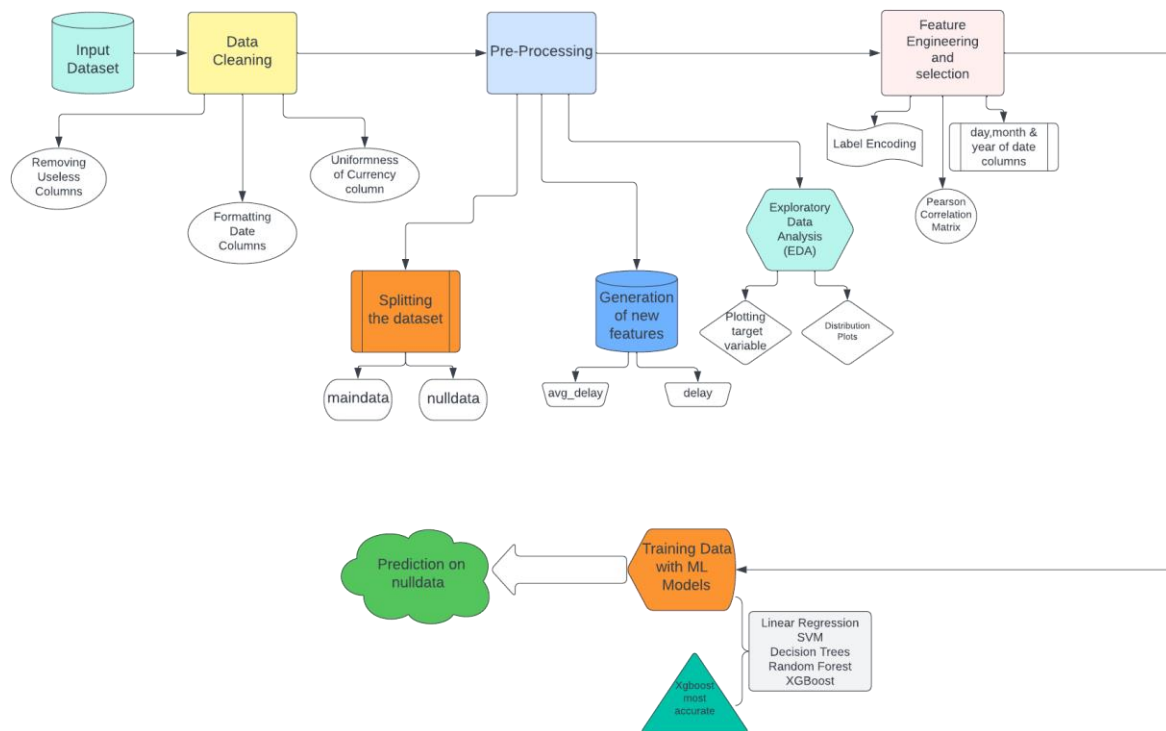 Input
Dataset
Data
Cleaning
Pre-Processing
Feature
Engineering
and
selection
Removing
Useless
Columns
Formatting
Date
Columns
Uniformness
of Currency
column
Label Encoding
day,month &
year of date
columns
Pearson
Correlation
Matrix
Exploratory
Data
Analysis
(EDA)
Splitting
the dataset
Generation
of new
features
Plotting
target
variable
Distribution
Plots
maindata
nulldata
avg_delay
delay
Prediction on
nulldata
Training Data
with ML
Models
Linear Regression
SVM
Decision Trees
Random Forest
XGBoost
Xgboost
most
accurate